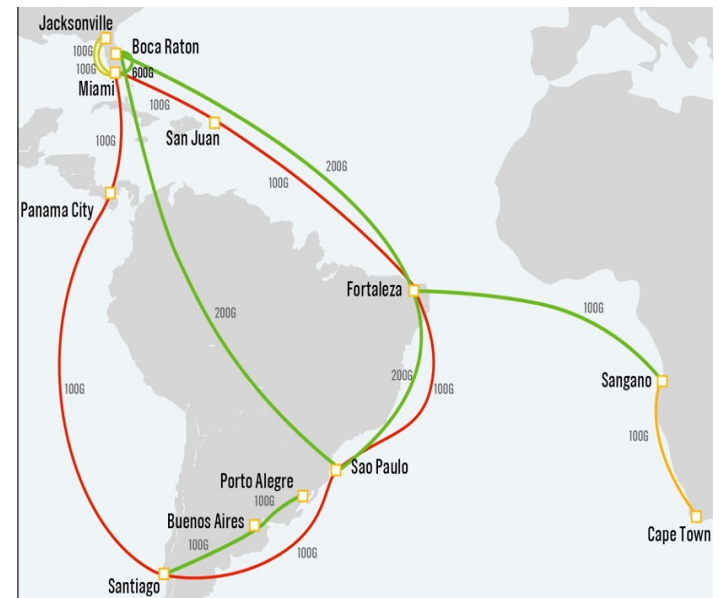 Jacksonville
Boca Raton
100G
100G
600G
Miami
100G
San Juan
100G
200G
100G
Panama City
Fortaleza
100G
200G
Sangano
200G
100G
100G
100G
Sao Paulo
Porto Alegre
100G
Buenos Aires
100G
100G
Cape Town
Santiago